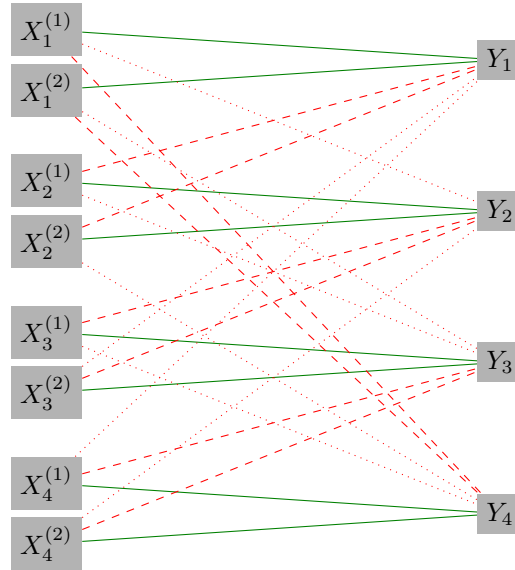 X_1^{(1)}
Y_1
X_1^{(2)}
X_2^{(1)}
Y_2
X_2^{(2)}
X_3^{(1)}
Y_3
X_3^{(2)}
X_4^{(1)}
Y_4
X_4^{(2)}